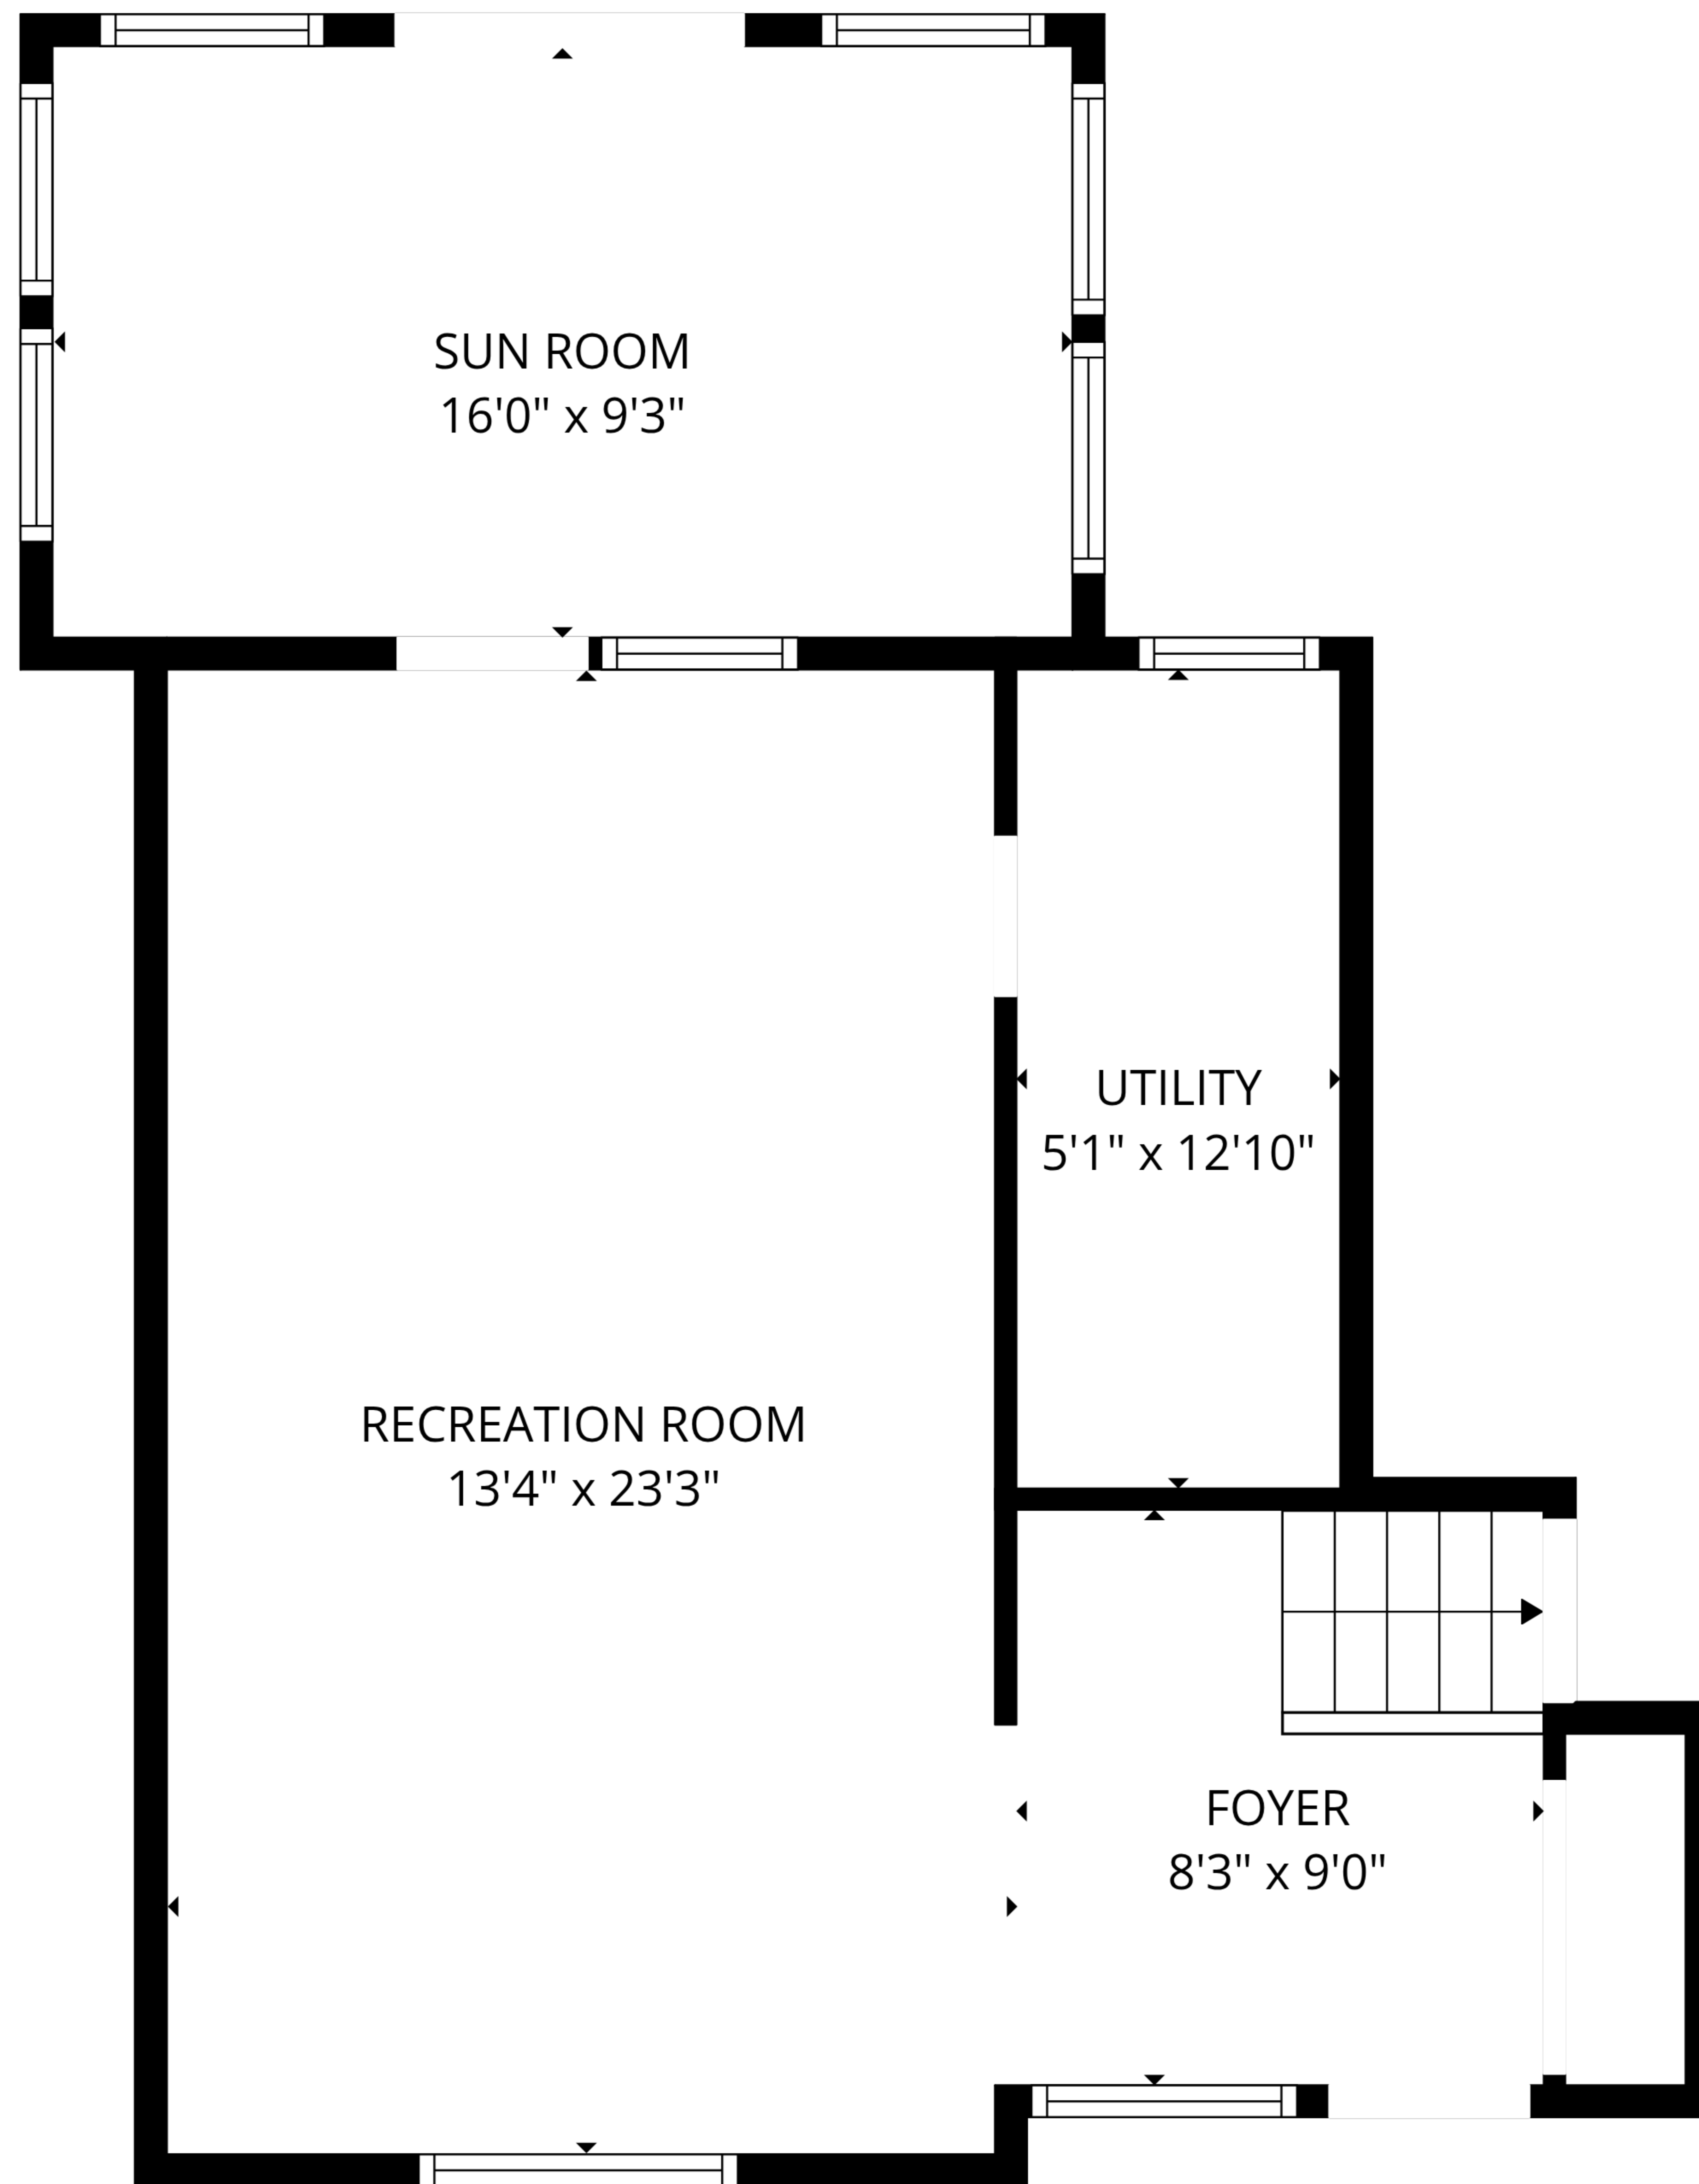 SUN ROOM
16'0" x 9'3"
UTILITY
5'1" x 12'10"
RECREATION ROOM
13'4" x 23'3"
FOYER
8'3" x 9'0"